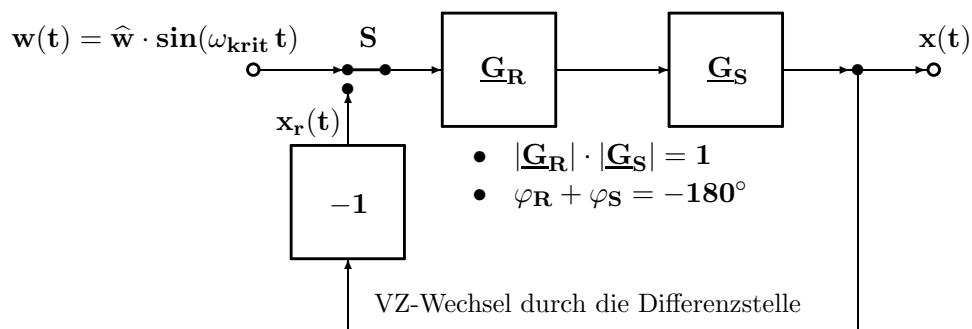 w(t) = ŵ · sin(ω_krit t)
S
x(t)
G_R
G_S
x_r(t)
−1
• |G_R| · |G_S| = 1
• φ_R + φ_S = −180°
VZ-Wechsel durch die Differenzstelle